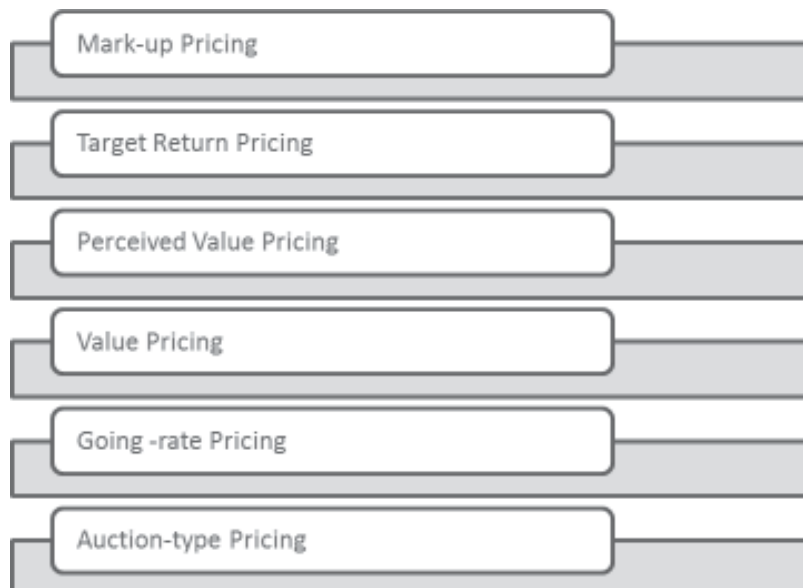 Mark-up Pricing
Target Return Pricing
Perceived Value Pricing
Value Pricing
Going -rate Pricing
Auction-type Pricing